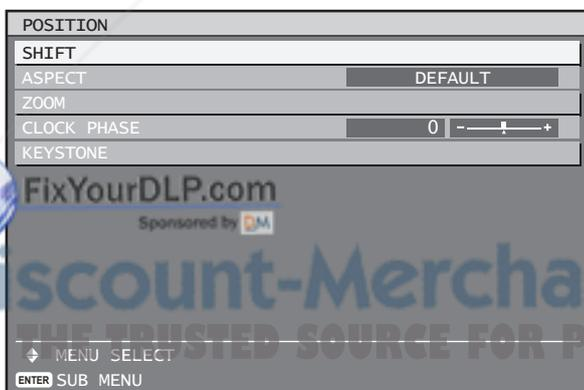 POSITION
SHIFT
ASPECT DEFAULT
ZOOM
CLOCK PHASE 0 - +
KEYSTONE
FixYourDLP.com
Sponsored by DM
iscount-Mercha
THE TRUSTED SOURCE FOR P
MENU SELECT
ENTER SUB MENU